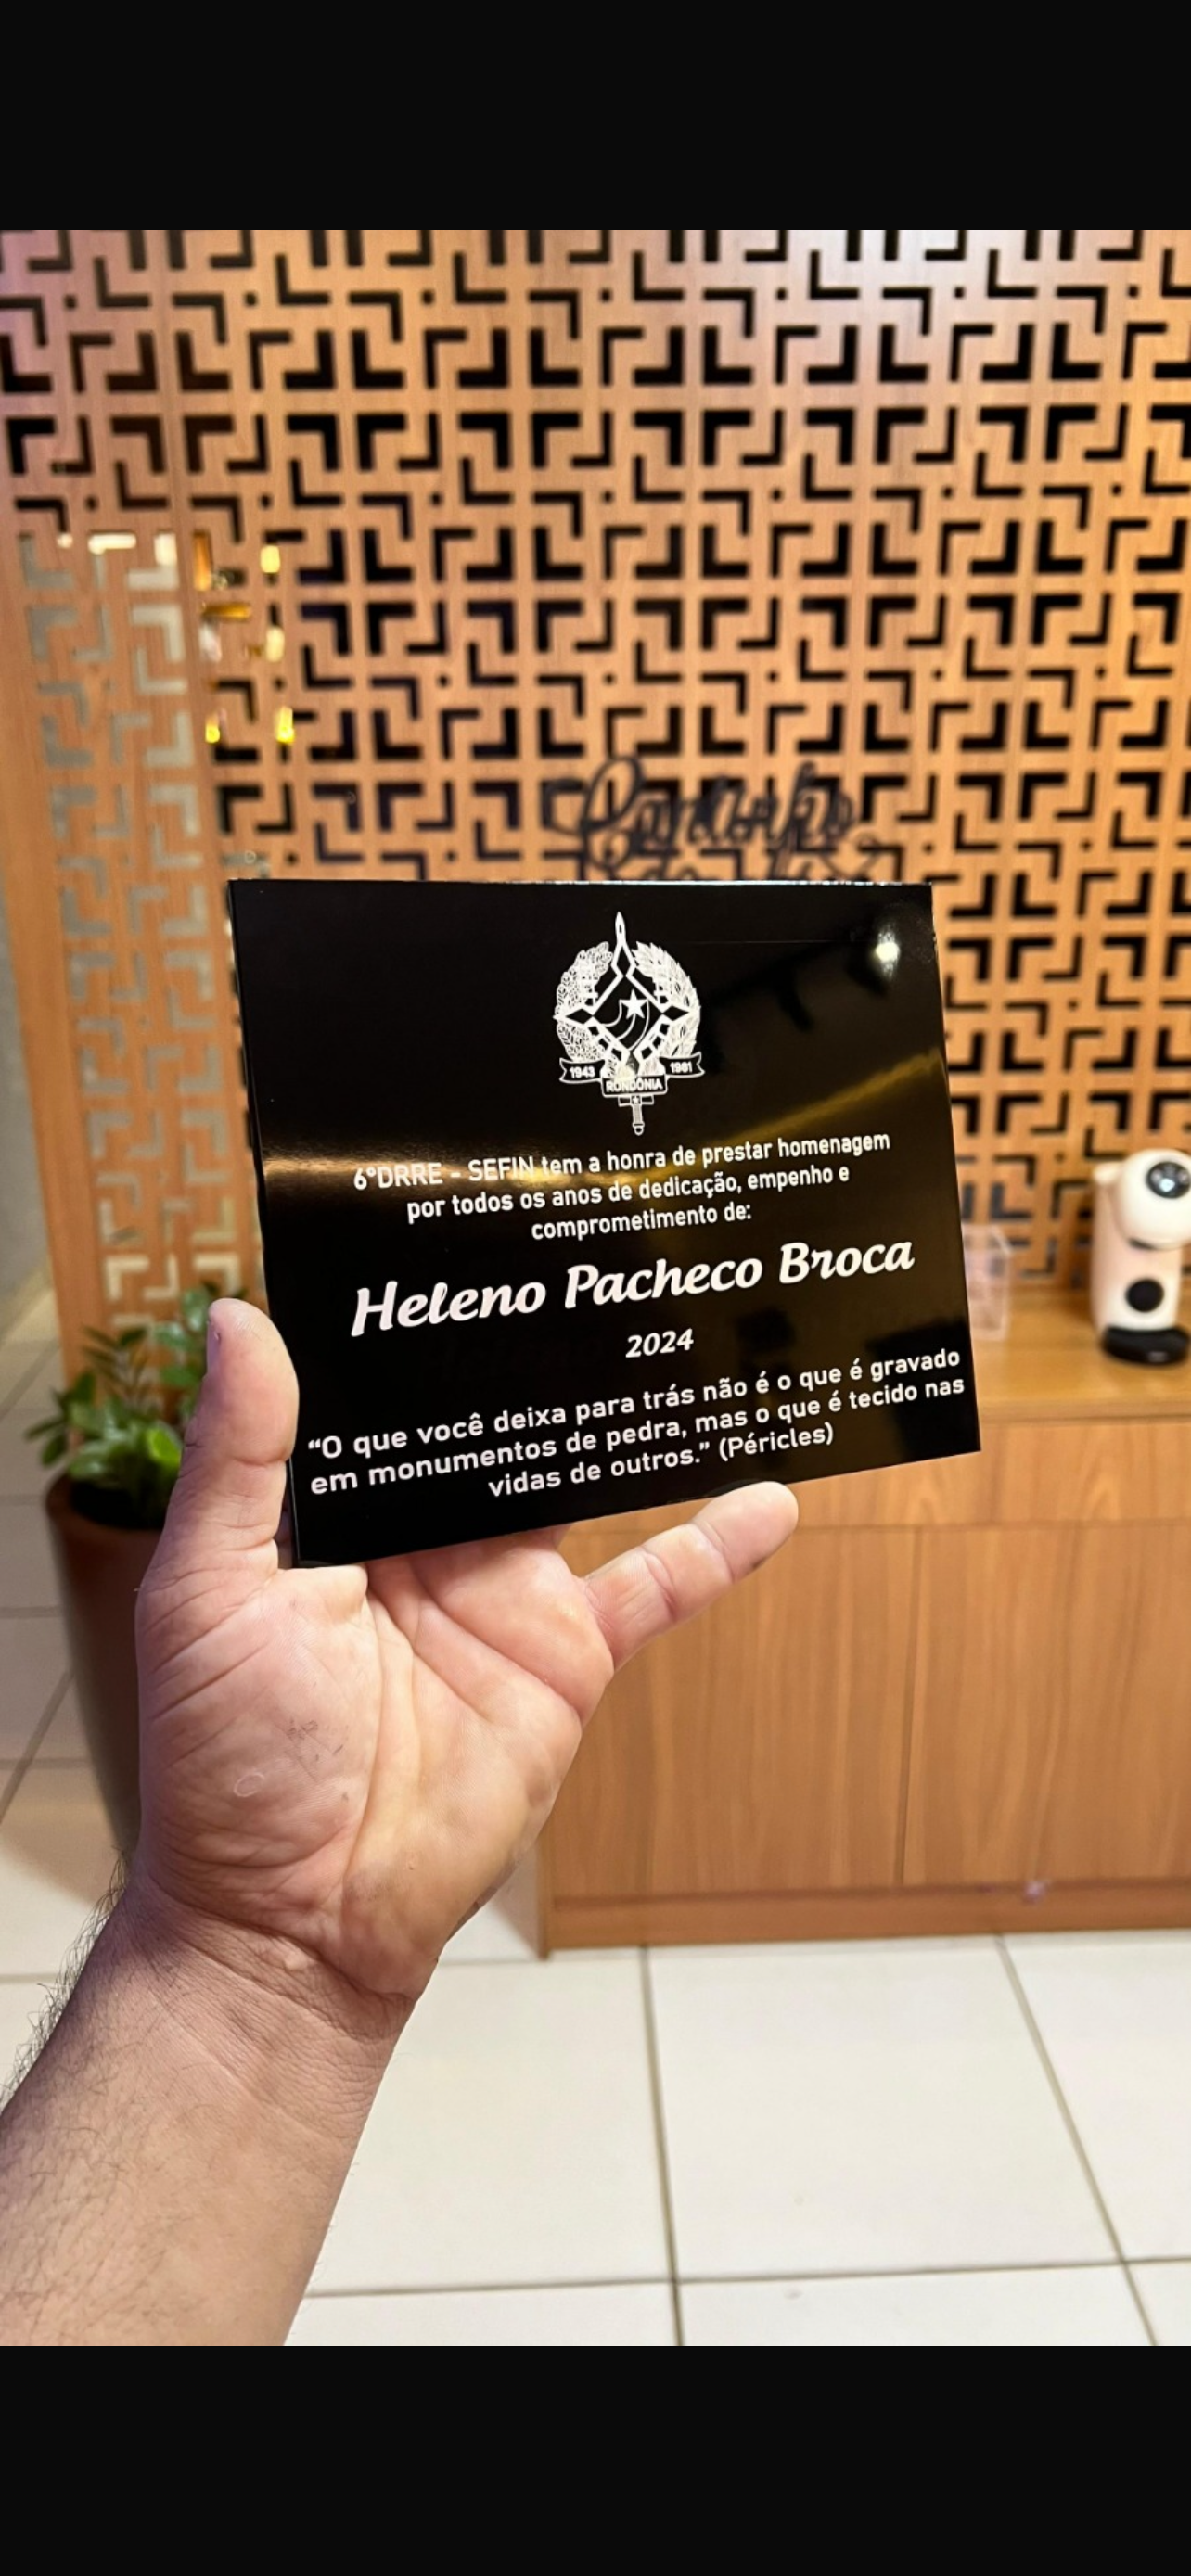 Cantinho
1943
1981
RONDÔNIA
6°DRRE - SEFIN tem a honra de prestar homenagem
por todos os anos de dedicação, empenho e
comprometimento de:
Heleno Pacheco Broca
2024
“O que você deixa para trás não é o que é gravado
em monumentos de pedra, mas o que é tecido nas
vidas de outros.” (Péricles)